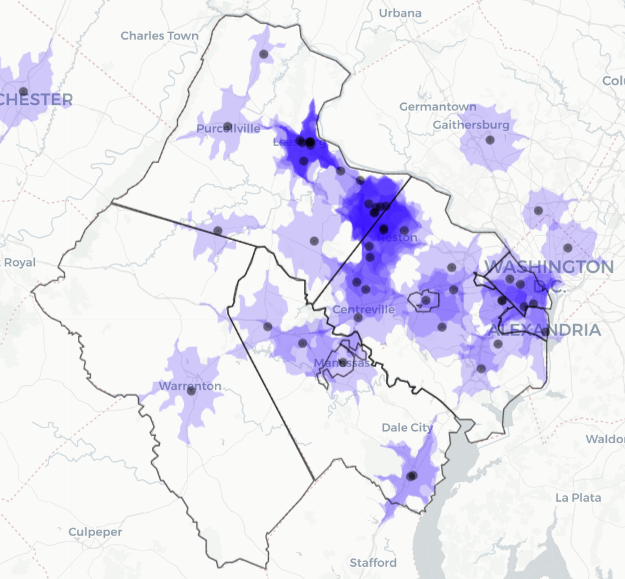 Urbana
Charles Town
CHESTER
Germantown
Gaithersburg
Purcellville
Colu
Reston
t Royal
WASHINGTON
D.C.
Centreville
ALEXANDRIA
Manassas
Warrenton
Dale City
Waldor
La Plata
Culpeper
Stafford